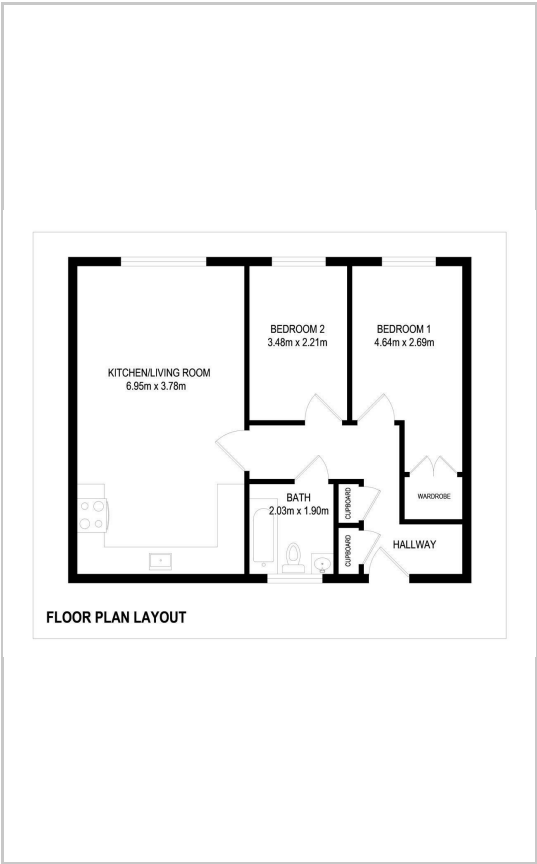 BEDROOM 2
3.48m x 2.21m
BEDROOM 1
4.64m x 2.69m
KITCHEN/LIVING ROOM
6.95m x 3.78m
WARDROBE
BATH
2.03m x 1.90m
CUPBOARD
CUPBOARD
HALLWAY
FLOOR PLAN LAYOUT